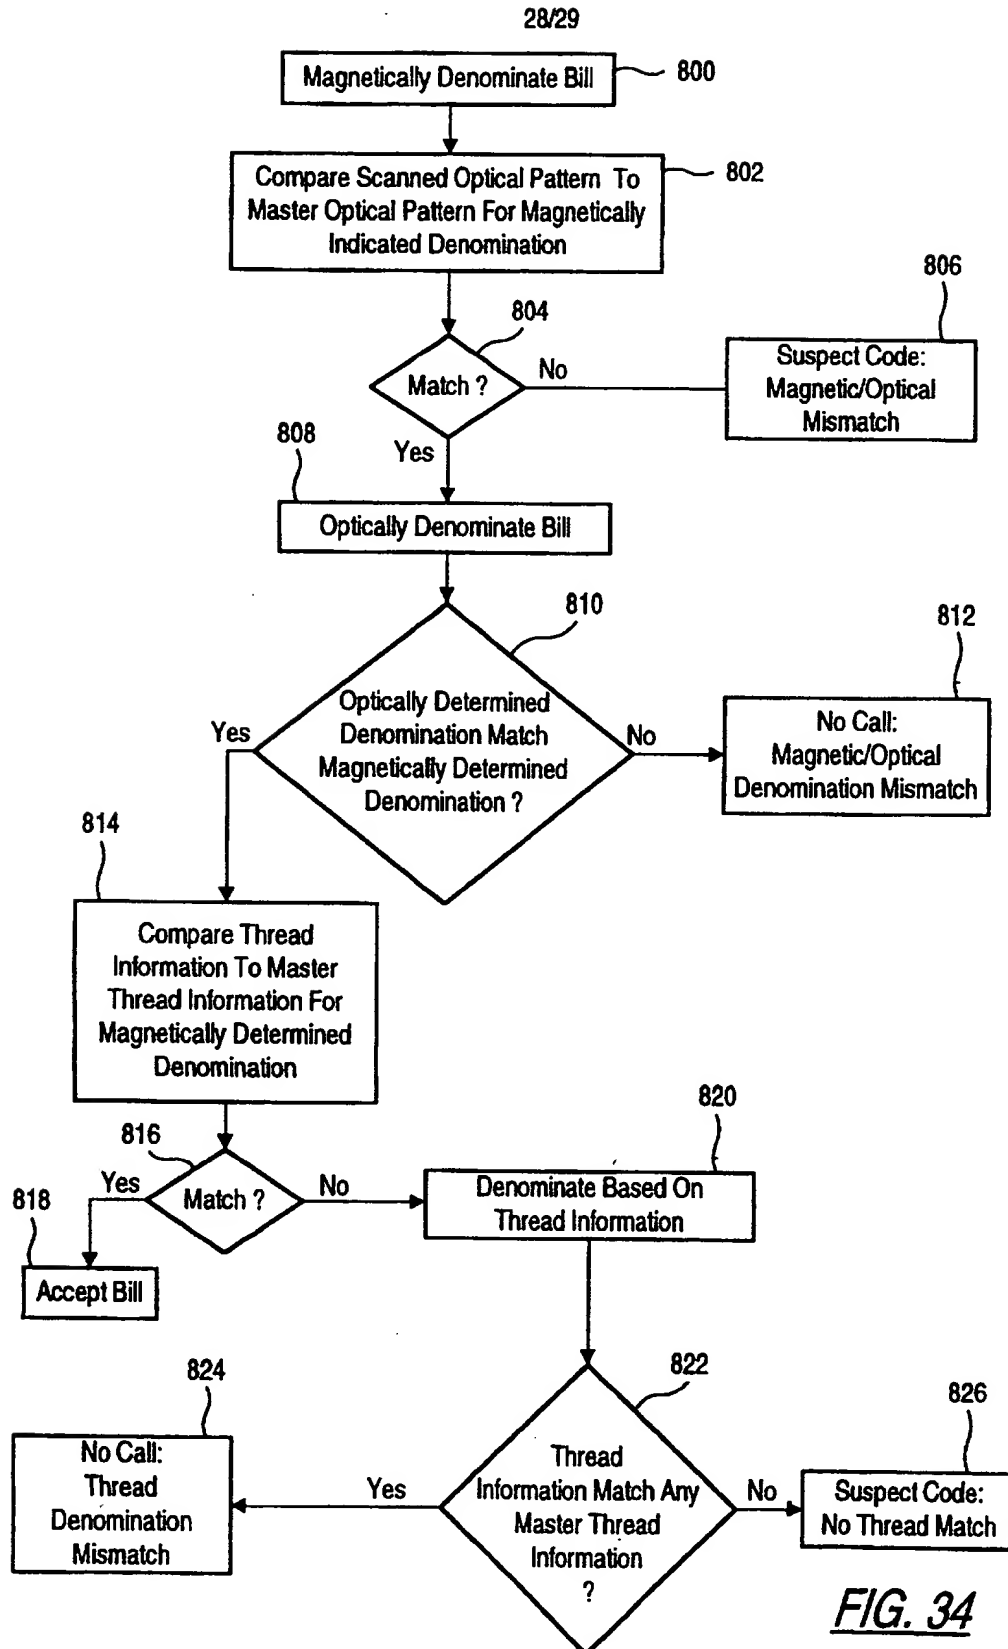 28/29
Magnetically Denominate Bill
800
Compare Scanned Optical Pattern To
Master Optical Pattern For Magnetically
Indicated Denomination
802
804
Match ?
No
806
Suspect Code:
Magnetic/Optical
Mismatch
Yes
808
Optically Denominate Bill
810
Optically Determined
Denomination Match
Magnetically Determined
Denomination ?
Yes
No
812
No Call:
Magnetic/Optical
Denomination Mismatch
814
Compare Thread
Information To Master
Thread Information For
Magnetically Determined
Denomination
816
Match ?
Yes
No
818
Accept Bill
820
Denominate Based On
Thread Information
822
Thread
Information Match Any
Master Thread
Information
?
Yes
No
824
No Call:
Thread
Denomination
Mismatch
826
Suspect Code:
No Thread Match
FIG. 34